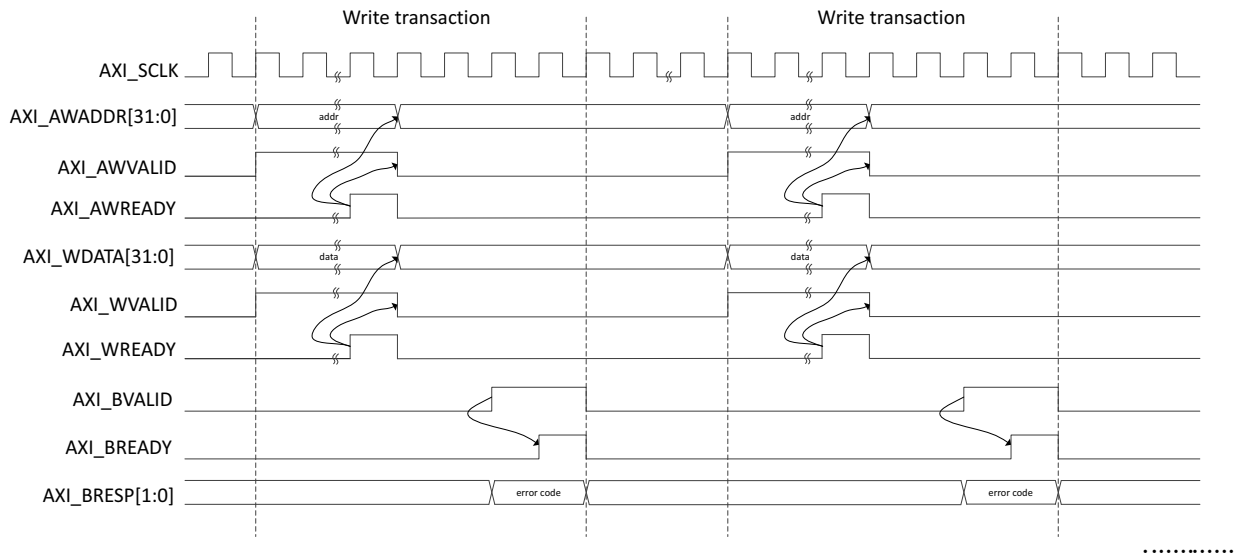 Write transaction Write transaction
AXI_SCLK
AXI_AWADDR[31:0] addr addr
AXI_AWVALID
AXI_AWREADY
AXI_WDATA[31:0] data data
AXI_WVALID
AXI_WREADY
AXI_BVALID
AXI_BREADY
AXI_BRESP[1:0] error code error code